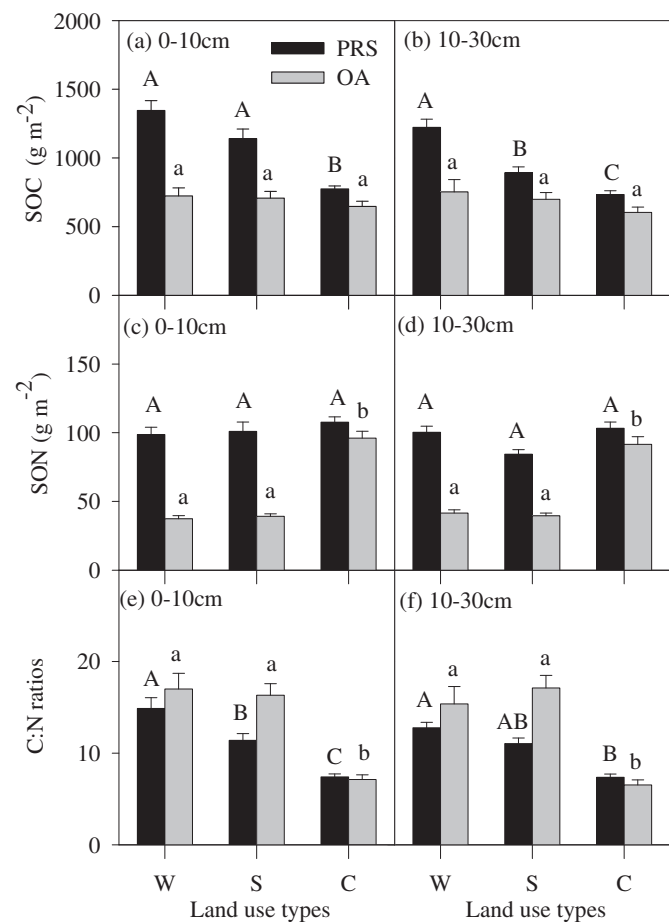 2000
(a) 0-10cm
PRS
OA
(b) 10-30cm
1500
1000
500
0
SOC (g m-2)
A
a
A
a
B
a
A
a
B
a
C
a
(c) 0-10cm
(d) 10-30cm
150
100
50
0
SON (g m-2)
A
a
A
a
A
b
A
a
A
a
A
b
(e) 0-10cm
(f) 10-30cm
20
10
0
C:N ratios
A
a
B
a
C
b
A
a
AB
a
B
b
W S C W S C
Land use types Land use types